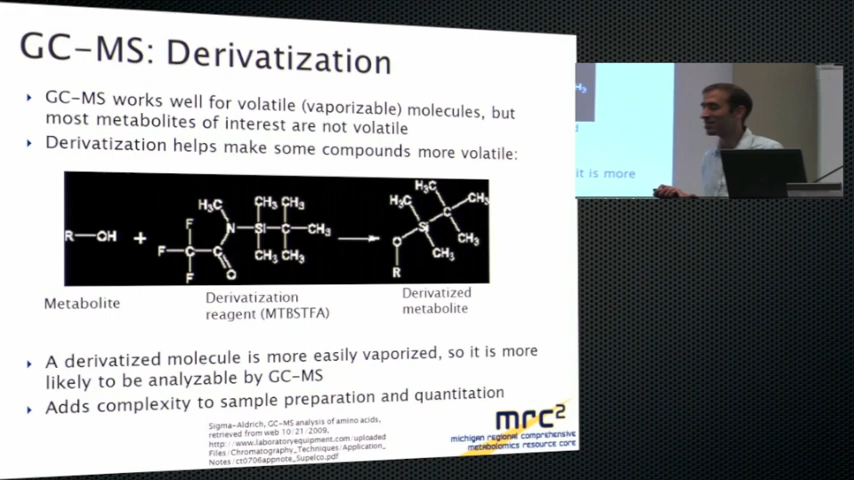 GC-MS: Derivatization
GC-MS works well for volatile (vaporizable) molecules, but
most metabolites of interest are not volatile
Derivatization helps make some compounds more volatile:
R—OH + H₃C N Si CH₃ CH₃ C CH₃ CH₃ CH₃ F F C F C O
H₃C CH₃ H₃C C Si CH₃ CH₃ O CH₃ R
Metabolite
Derivatization
reagent (MTBSTFA)
Derivatized
metabolite
A derivatized molecule is more easily vaporized, so it is more
likely to be analyzable by GC-MS
Adds complexity to sample preparation and quantitation
Sigma-Aldrich, GC-MS analysis of amino acids,
retrieved from web 10/21/2009,
http://www.laboratoryequipment.com/uploaded
Files/Chromatography_Techniques/Application_
Notes/ct0706appnote_Supelco.pdf
mrc²
michigan regional comprehensive
metabolomics resource core
it is more